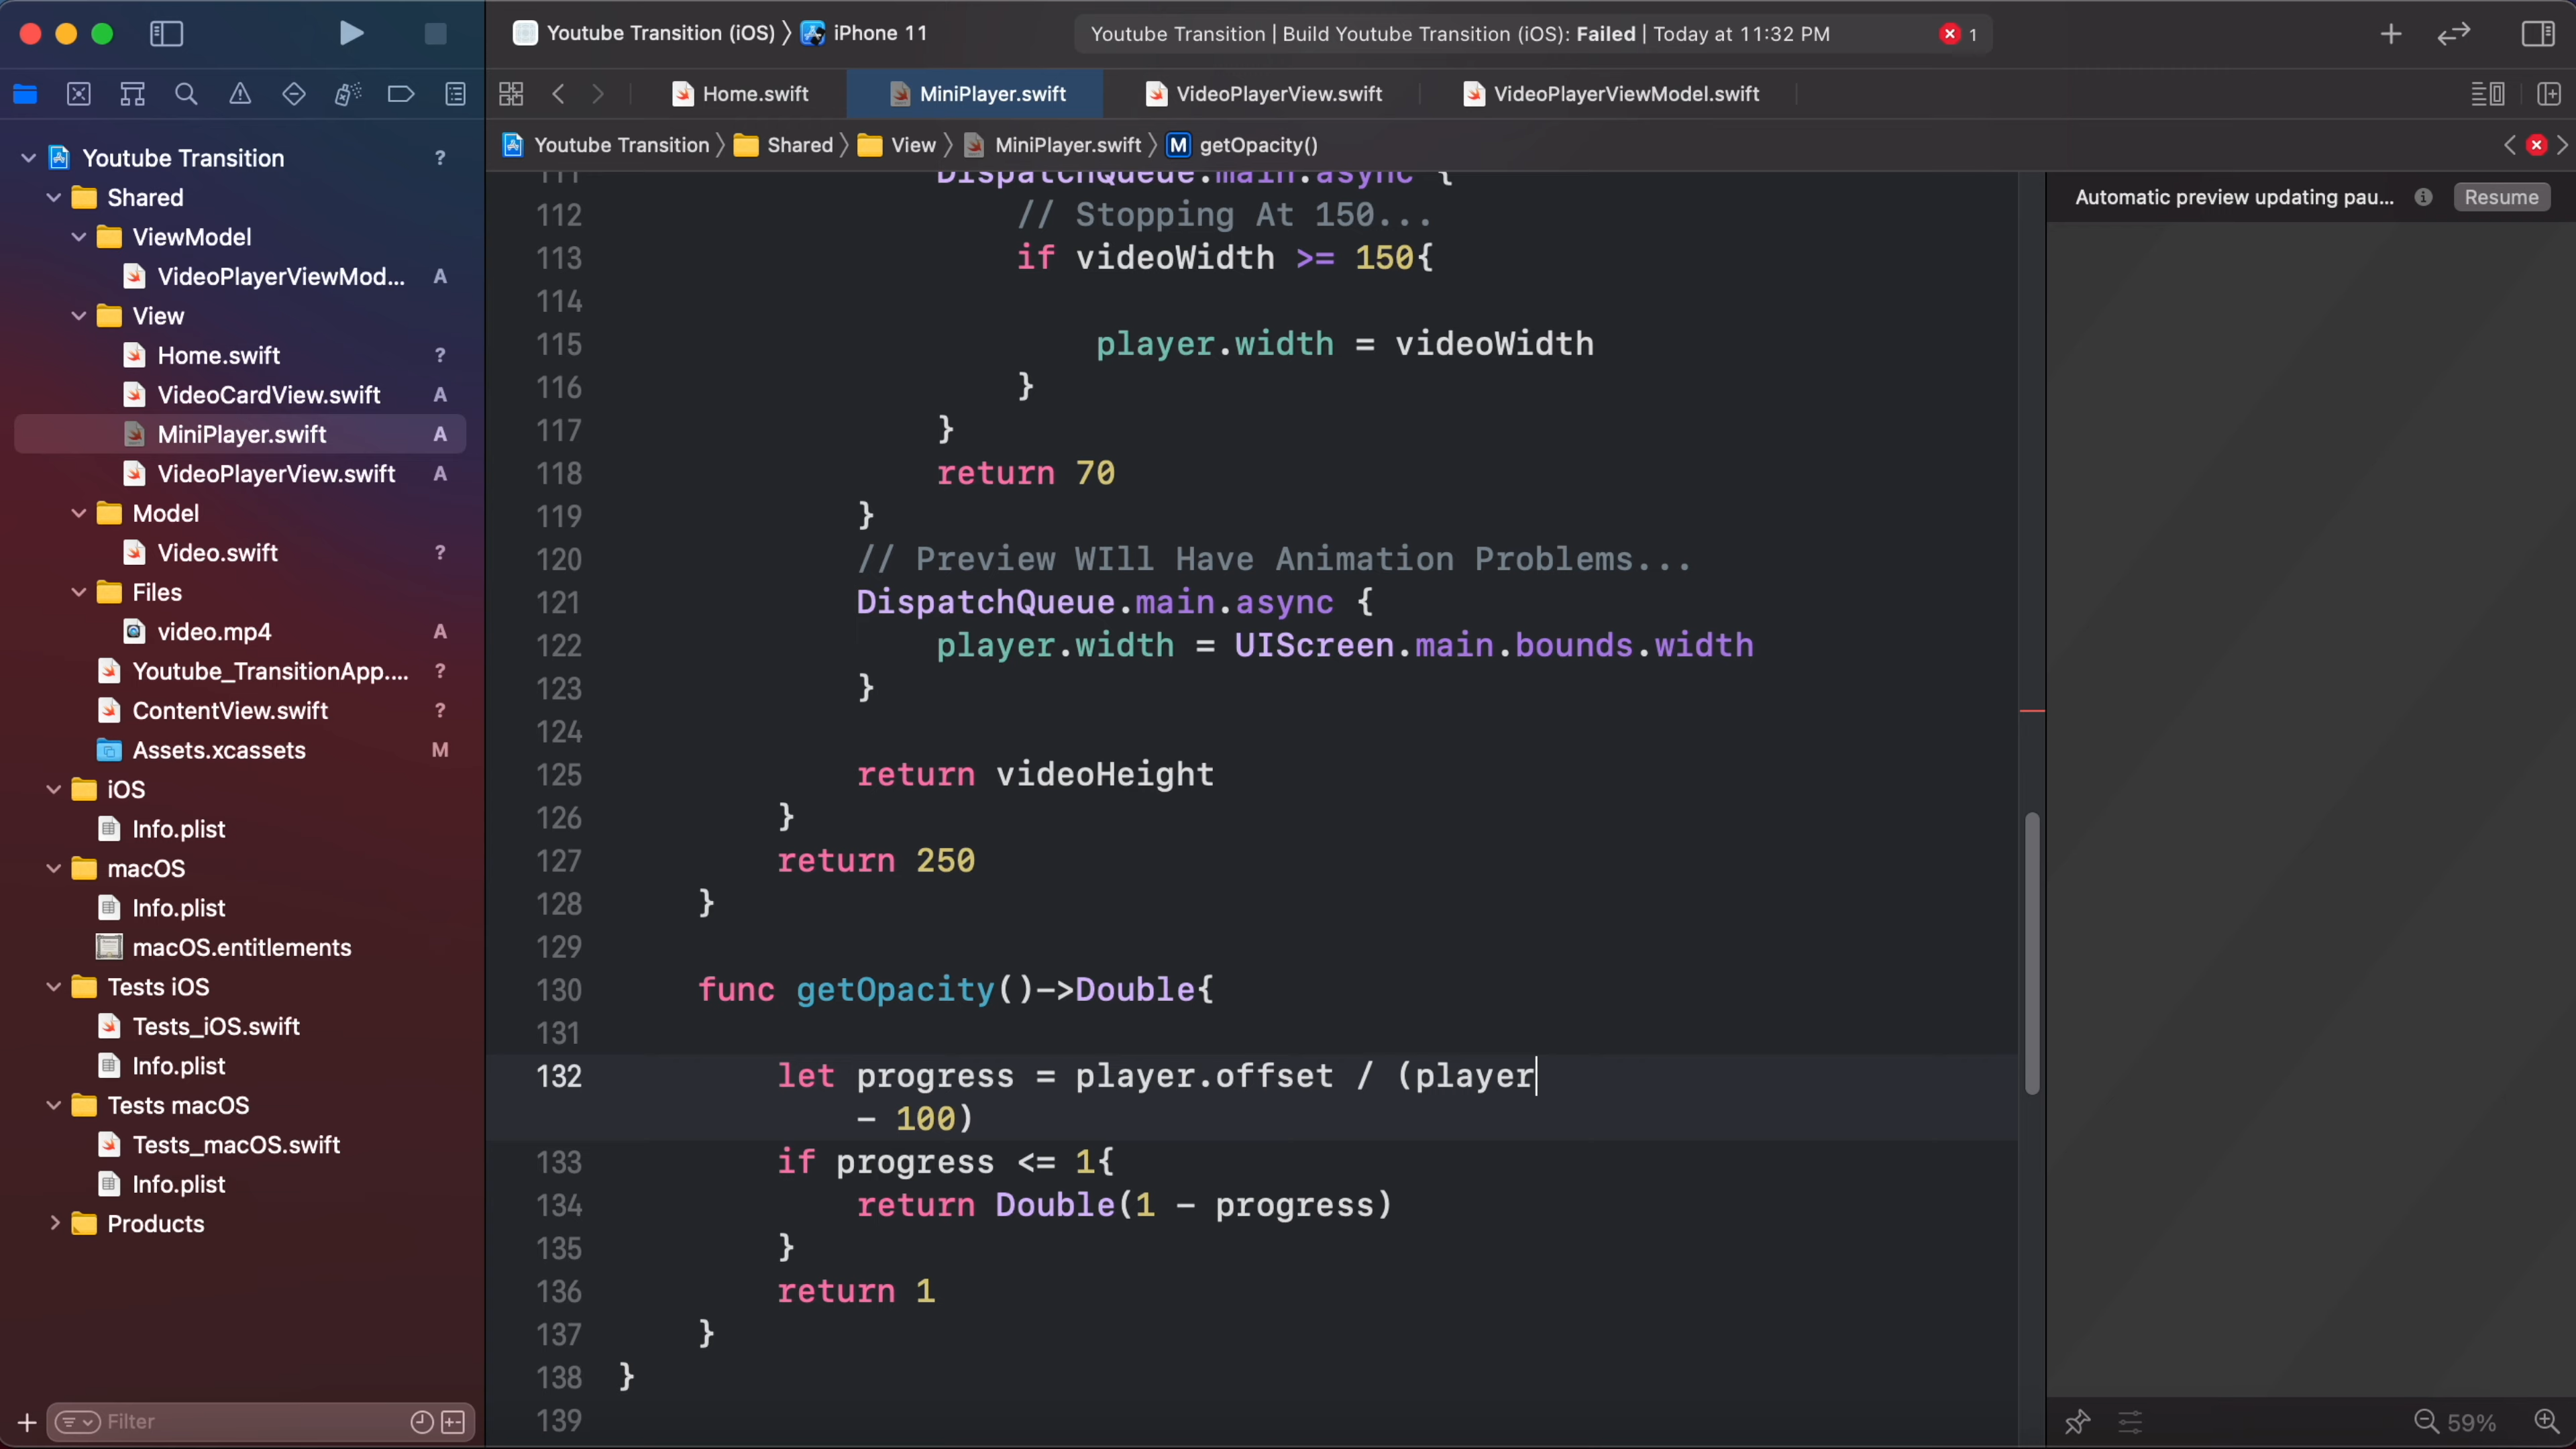 Youtube Transition (iOS) 〉 iPhone 11
Youtube Transition | Build Youtube Transition (iOS): Failed | Today at 11:32 PM
1
Home.swift
MiniPlayer.swift
VideoPlayerView.swift
VideoPlayerViewModel.swift
Youtube Transition 〉 Shared 〉 View 〉 MiniPlayer.swift 〉 M getOpacity()
Youtube Transition ?
Shared
ViewModel
VideoPlayerViewMod... A
View
Home.swift ?
VideoCardView.swift A
MiniPlayer.swift A
VideoPlayerView.swift A
Model
Video.swift ?
Files
video.mp4 A
Youtube_TransitionApp.... ?
ContentView.swift ?
Assets.xcassets M
iOS
Info.plist
macOS
Info.plist
macOS.entitlements
Tests iOS
Tests_iOS.swift
Info.plist
Tests macOS
Tests_macOS.swift
Info.plist
Products
Filter
111 DispatchQueue.main.async {
112 // Stopping At 150...
113 if videoWidth >= 150{
114
115 player.width = videoWidth
116 }
117 }
118 return 70
119 }
120 // Preview WIll Have Animation Problems...
121 DispatchQueue.main.async {
122 player.width = UIScreen.main.bounds.width
123 }
124
125 return videoHeight
126 }
127 return 250
128 }
129
130 func getOpacity()->Double{
131
132 let progress = player.offset / (player
- 100)
133 if progress <= 1{
134 return Double(1 - progress)
135 }
136 return 1
137 }
138 }
139
Automatic preview updating pau...
Resume
59%